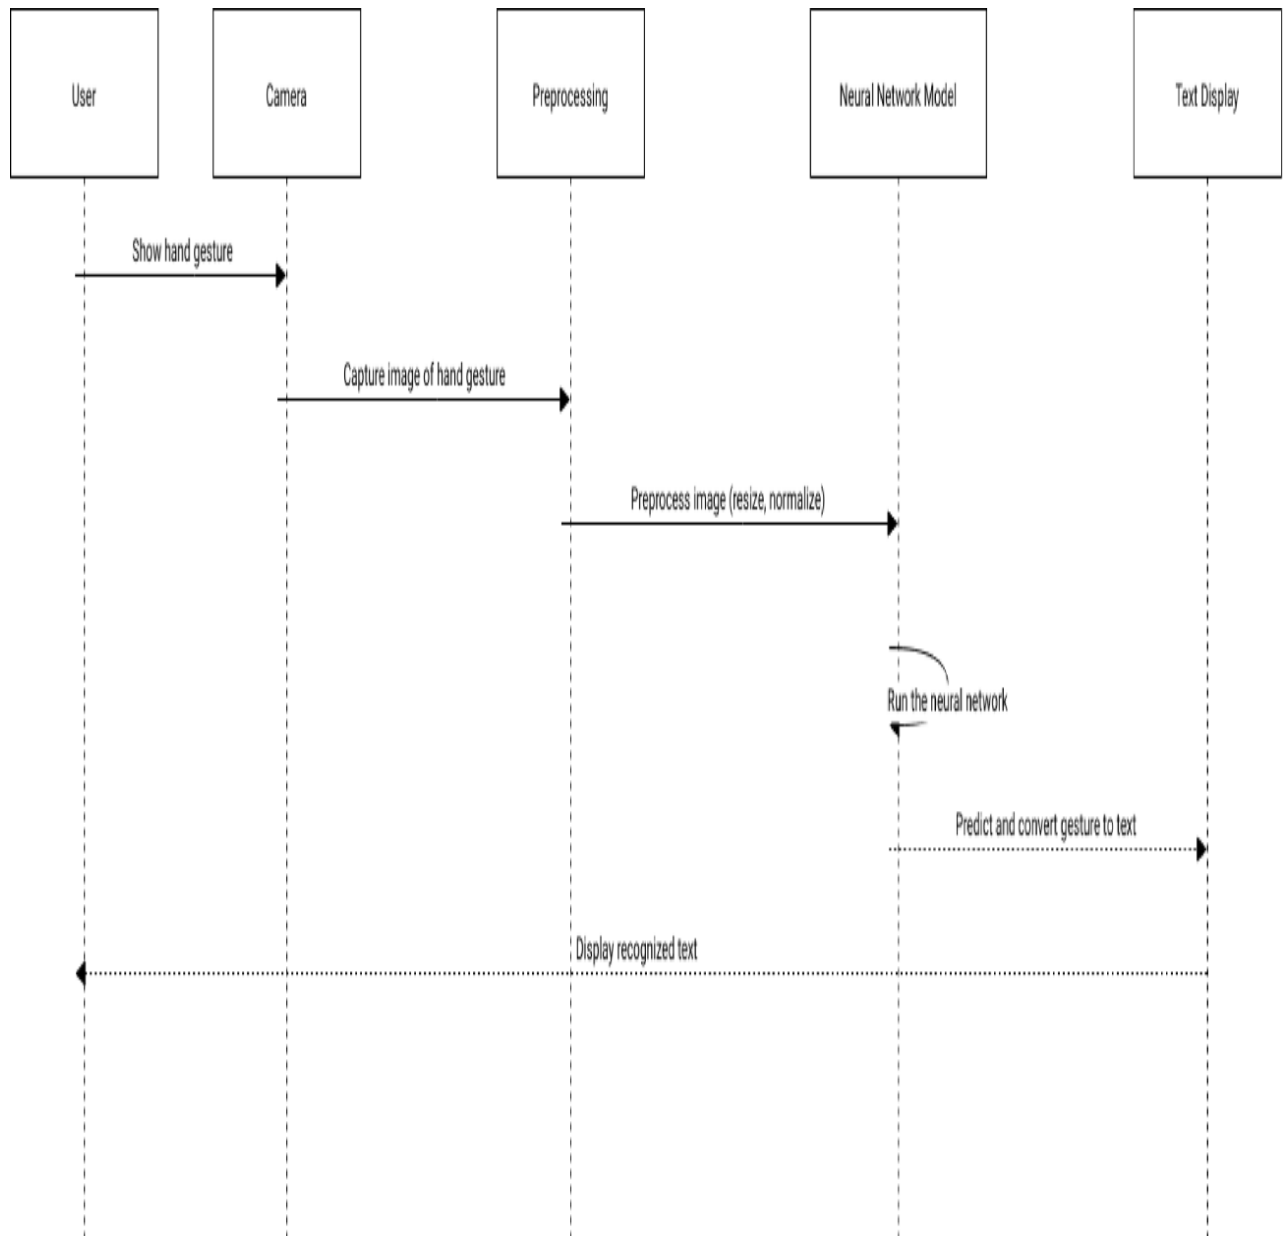 User
Camera
Preprocessing
Neural Network Model
Text Display
Show hand gesture
Capture image of hand gesture
Preprocess image (resize, normalize)
Run the neural network
Predict and convert gesture to text
Display recognized text